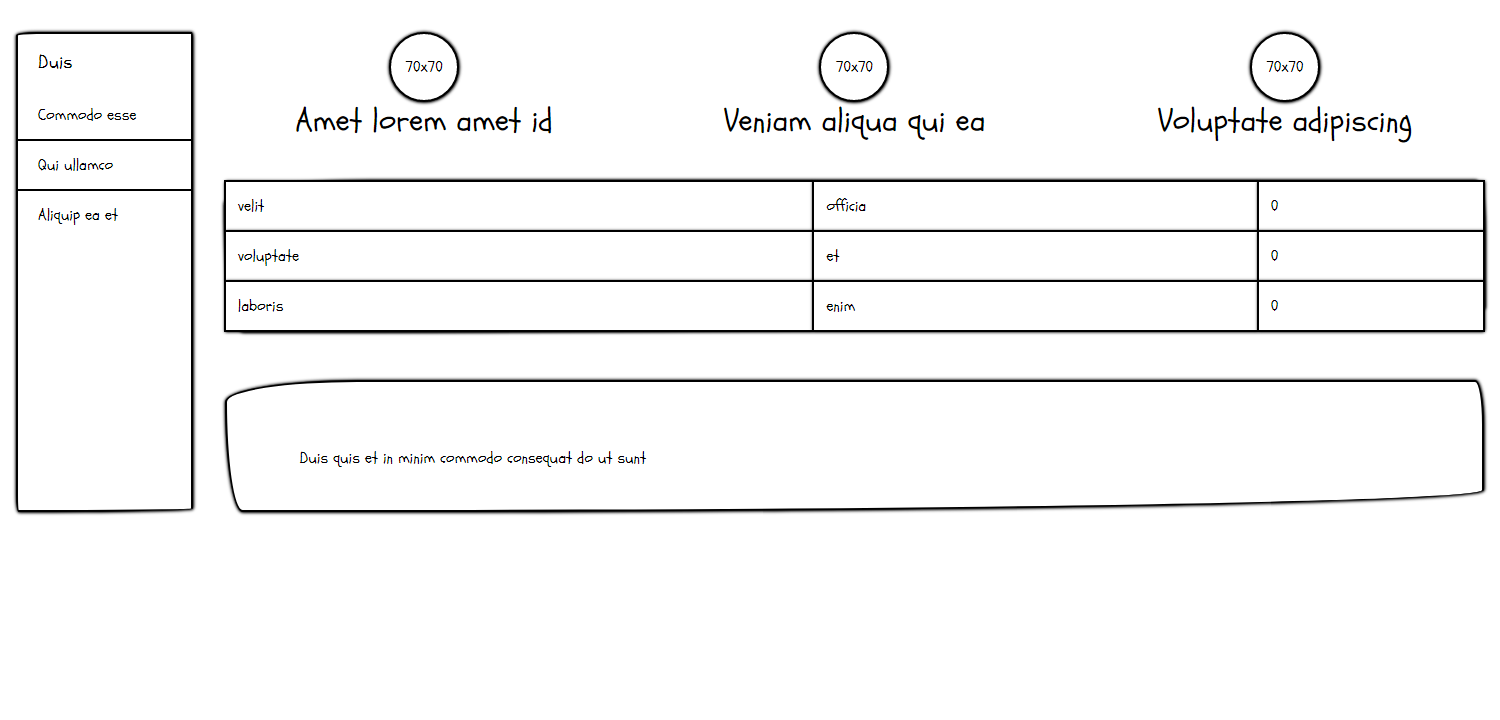 Duis
Commodo esse
Qui ullamco
Aliquip ea et
70x70
Amet lorem amet id
70x70
Veniam aliqua qui ea
70x70
Voluptate adipiscing
velit officia 0
voluptate et 0
laboris enim 0
Duis quis et in minim commodo consequat do ut sunt